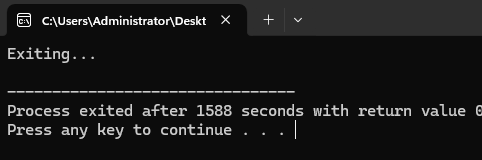 C:\Users\Administrator\Deskt
Exiting...
--------------------------------
Process exited after 1588 seconds with return value 0
Press any key to continue . . .